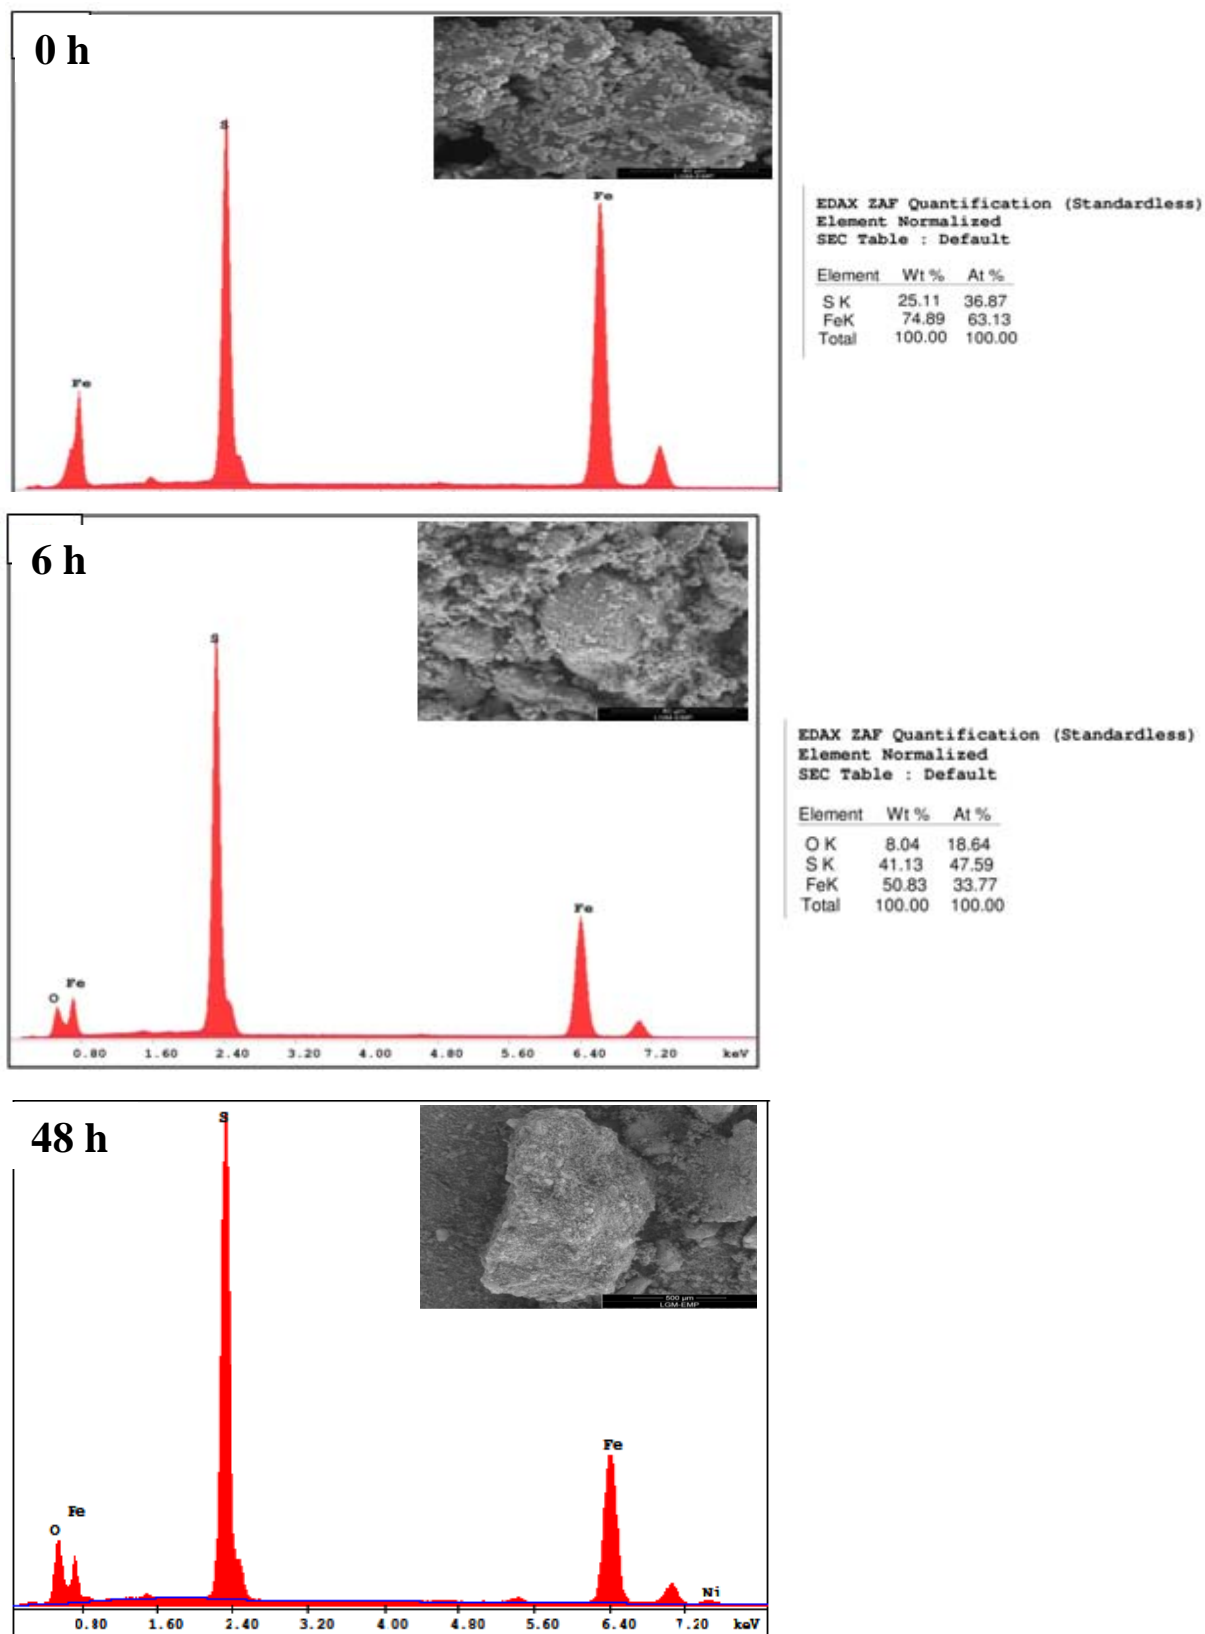 0 h
S
Fe
Fe
EDAX ZAF Quantification (Standardless)
Element Normalized
SEC Table : Default
Element Wt % At %
S K 25.11 36.87
FeK 74.89 63.13
Total 100.00 100.00
6 h
S
Fe
Fe
O
0.80 1.60 2.40 3.20 4.00 4.80 5.60 6.40 7.20 keV
EDAX ZAF Quantification (Standardless)
Element Normalized
SEC Table : Default
Element Wt % At %
O K 8.04 18.64
S K 41.13 47.59
FeK 50.83 33.77
Total 100.00 100.00
48 h
S
500 µm
LGM-EMP
Fe
Fe
O
Ni
0.80 1.60 2.40 3.20 4.00 4.80 5.60 6.40 7.20 keV